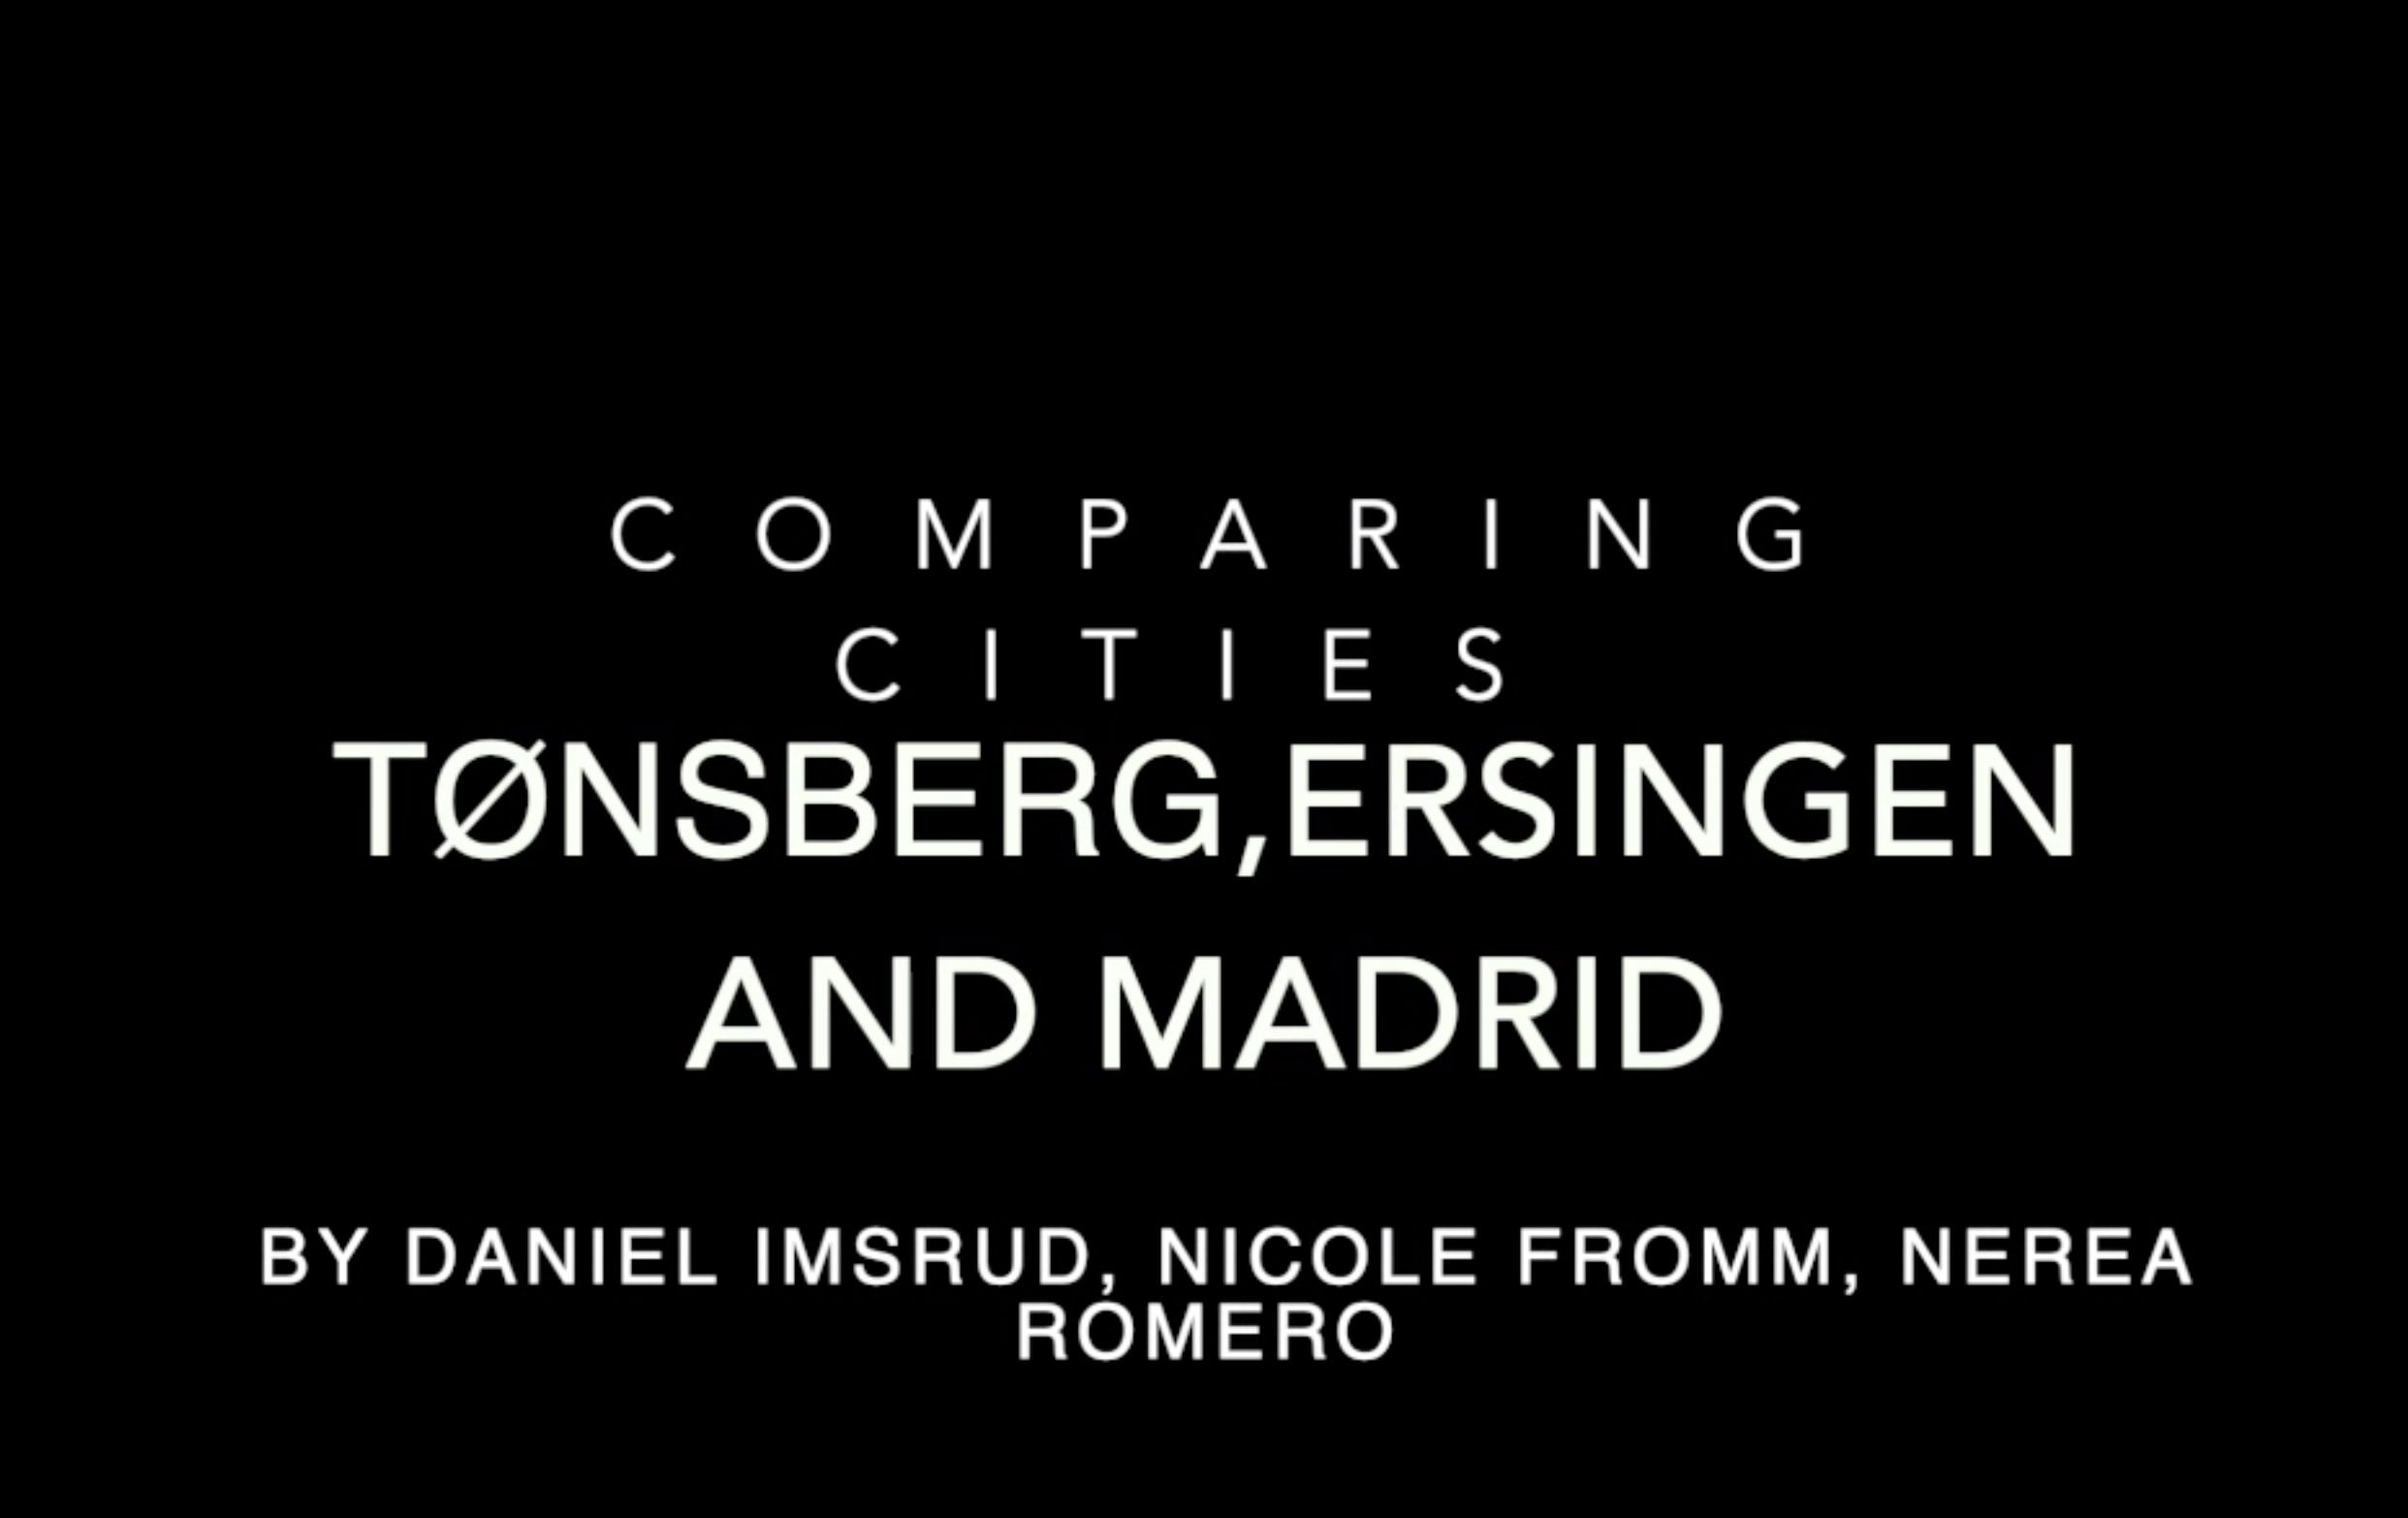 COMPARING
CITIES
TØNSBERG,ERSINGEN
AND MADRID
BY DANIEL IMSRUD, NICOLE FROMM, NEREA
ROMERO